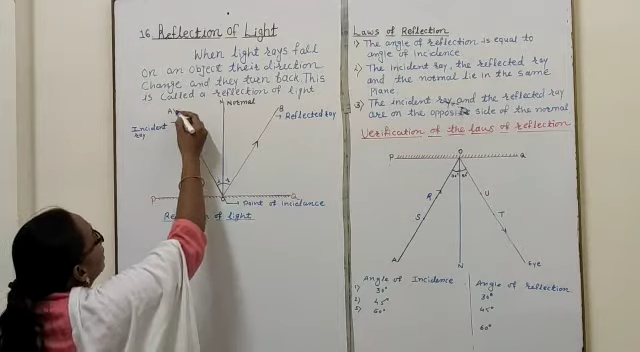 16. Reflection of Light
When light rays fall
on an object their direction
change and they turn back. This
is called a reflection of light
N Normal
A
B
Reflected ray
Incident
ray
i r
P O Q
Point of incidance
of light
Laws of Reflection
1) The angle of reflection is equal to
angle of incidence
2) The incident ray, the reflected ray
and the normal lie in the same
Plane.
3) The incident ray and the reflected ray
are on the opposite side of the normal
Verification of the laws of reflection
P O Q
30° 30°
R U
S T
A N Eye
Angle of Incidence Angle of reflection
1) 30° 30°
2) 45° 45°
3) 60° 60°